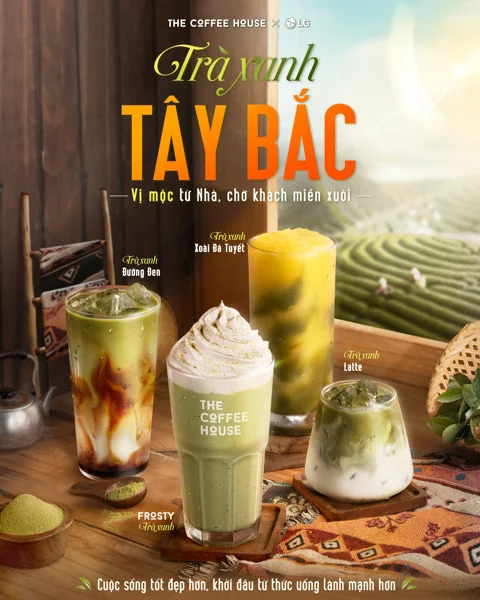 THE COFFEE HOUSE × LG
Trà xanh
TÂY BẮC
Vị mộc từ Nhà, chờ khách miền xuôi
Trà xanh
Xoài Đá Tuyết
Trà xanh
Đường Đen
Trà xanh
Latte
THE
COFFEE
HOUSE
FROSTY
Trà xanh
Cuộc sống tốt đẹp hơn, khởi đầu từ thức uống lành mạnh hơn